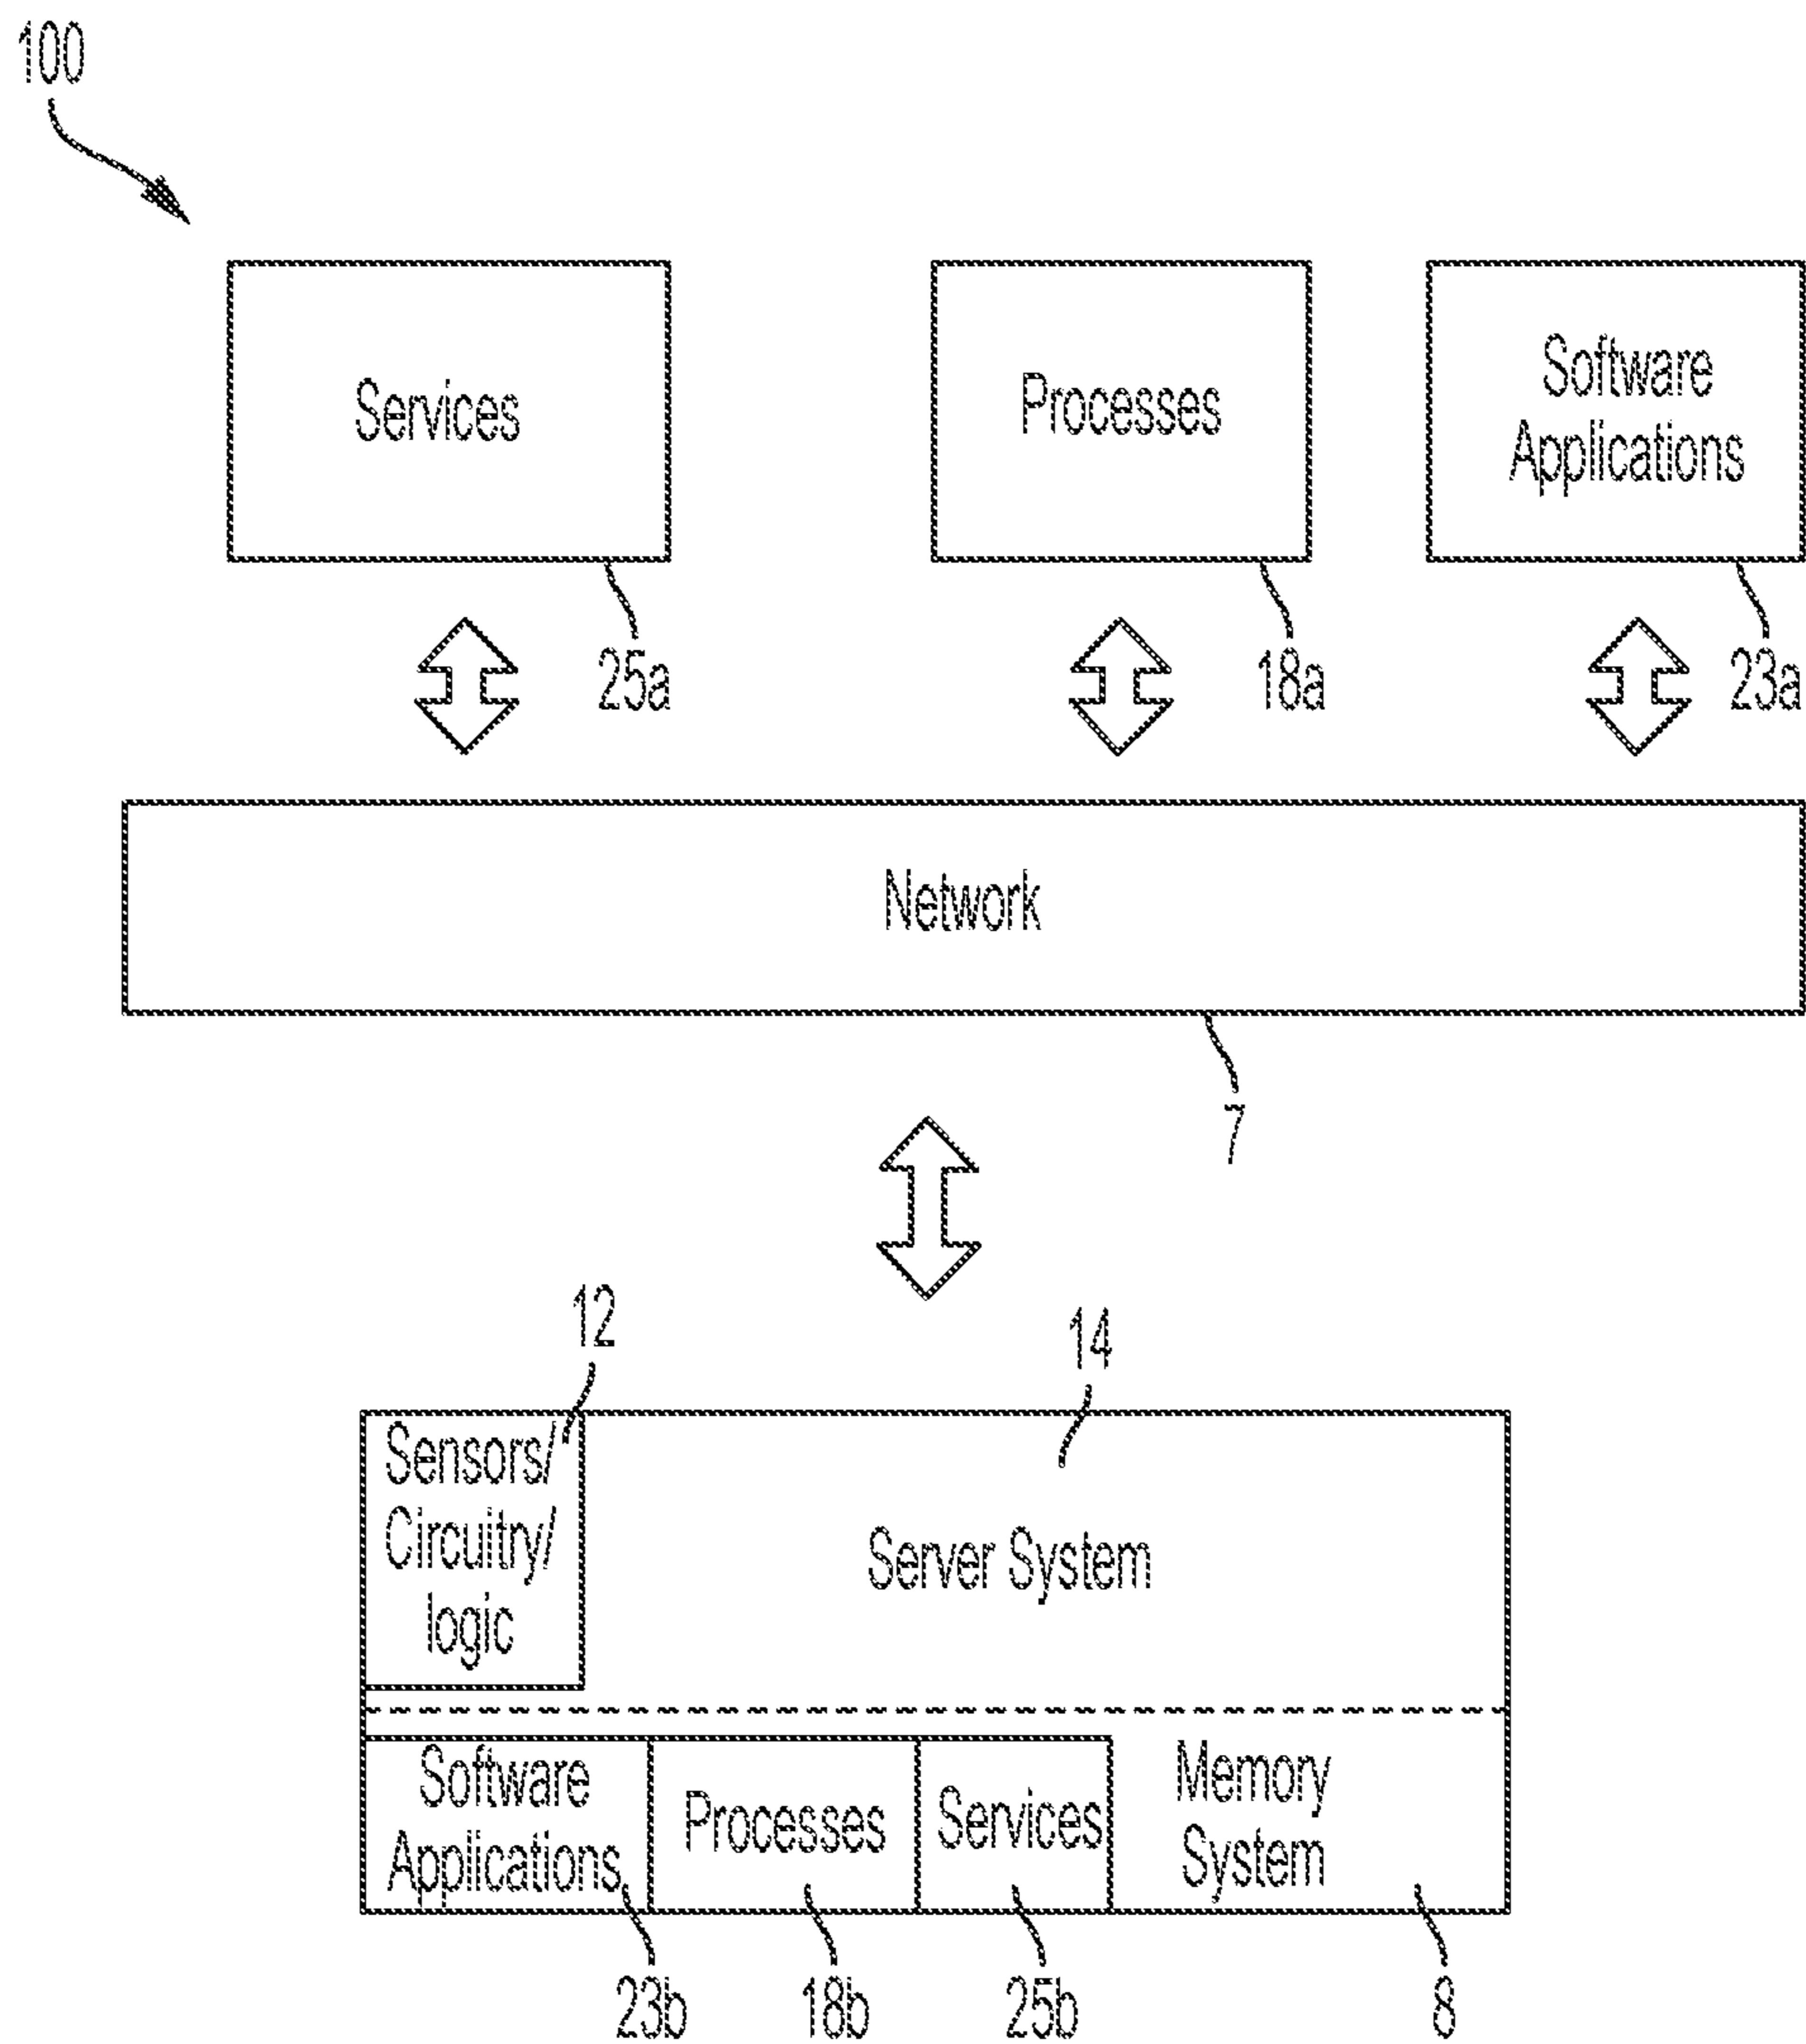 100
Services
Processes
Software
Applications
25a
18a
23a
Network
7
12
14
Sensors/
Circuitry/
logic
Server System
Software
Applications
Processes
Services
Memory
System
23b
18b
25b
8